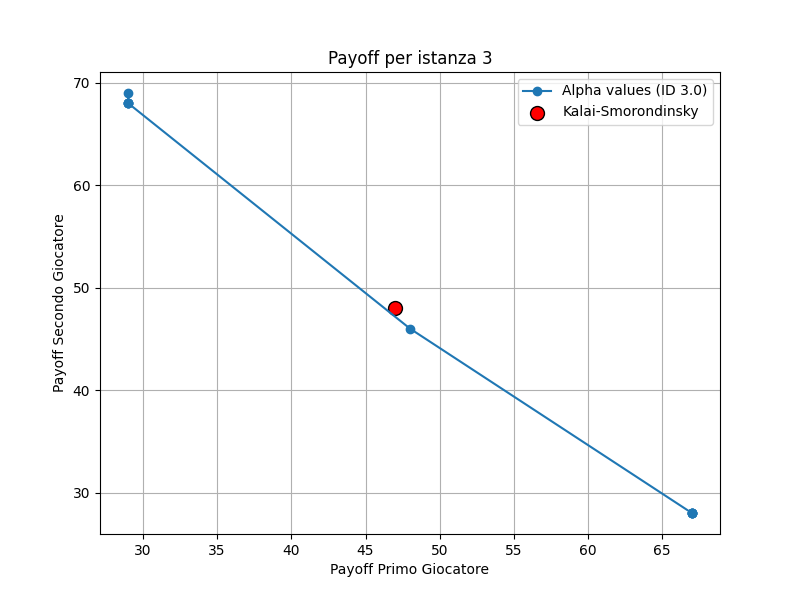 Payoff per istanza 3
Alpha values (ID 3.0)
Kalai-Smorondinsky
Payoff Secondo Giocatore
70
60
50
40
30
30
35
40
45
50
55
60
65
Payoff Primo Giocatore